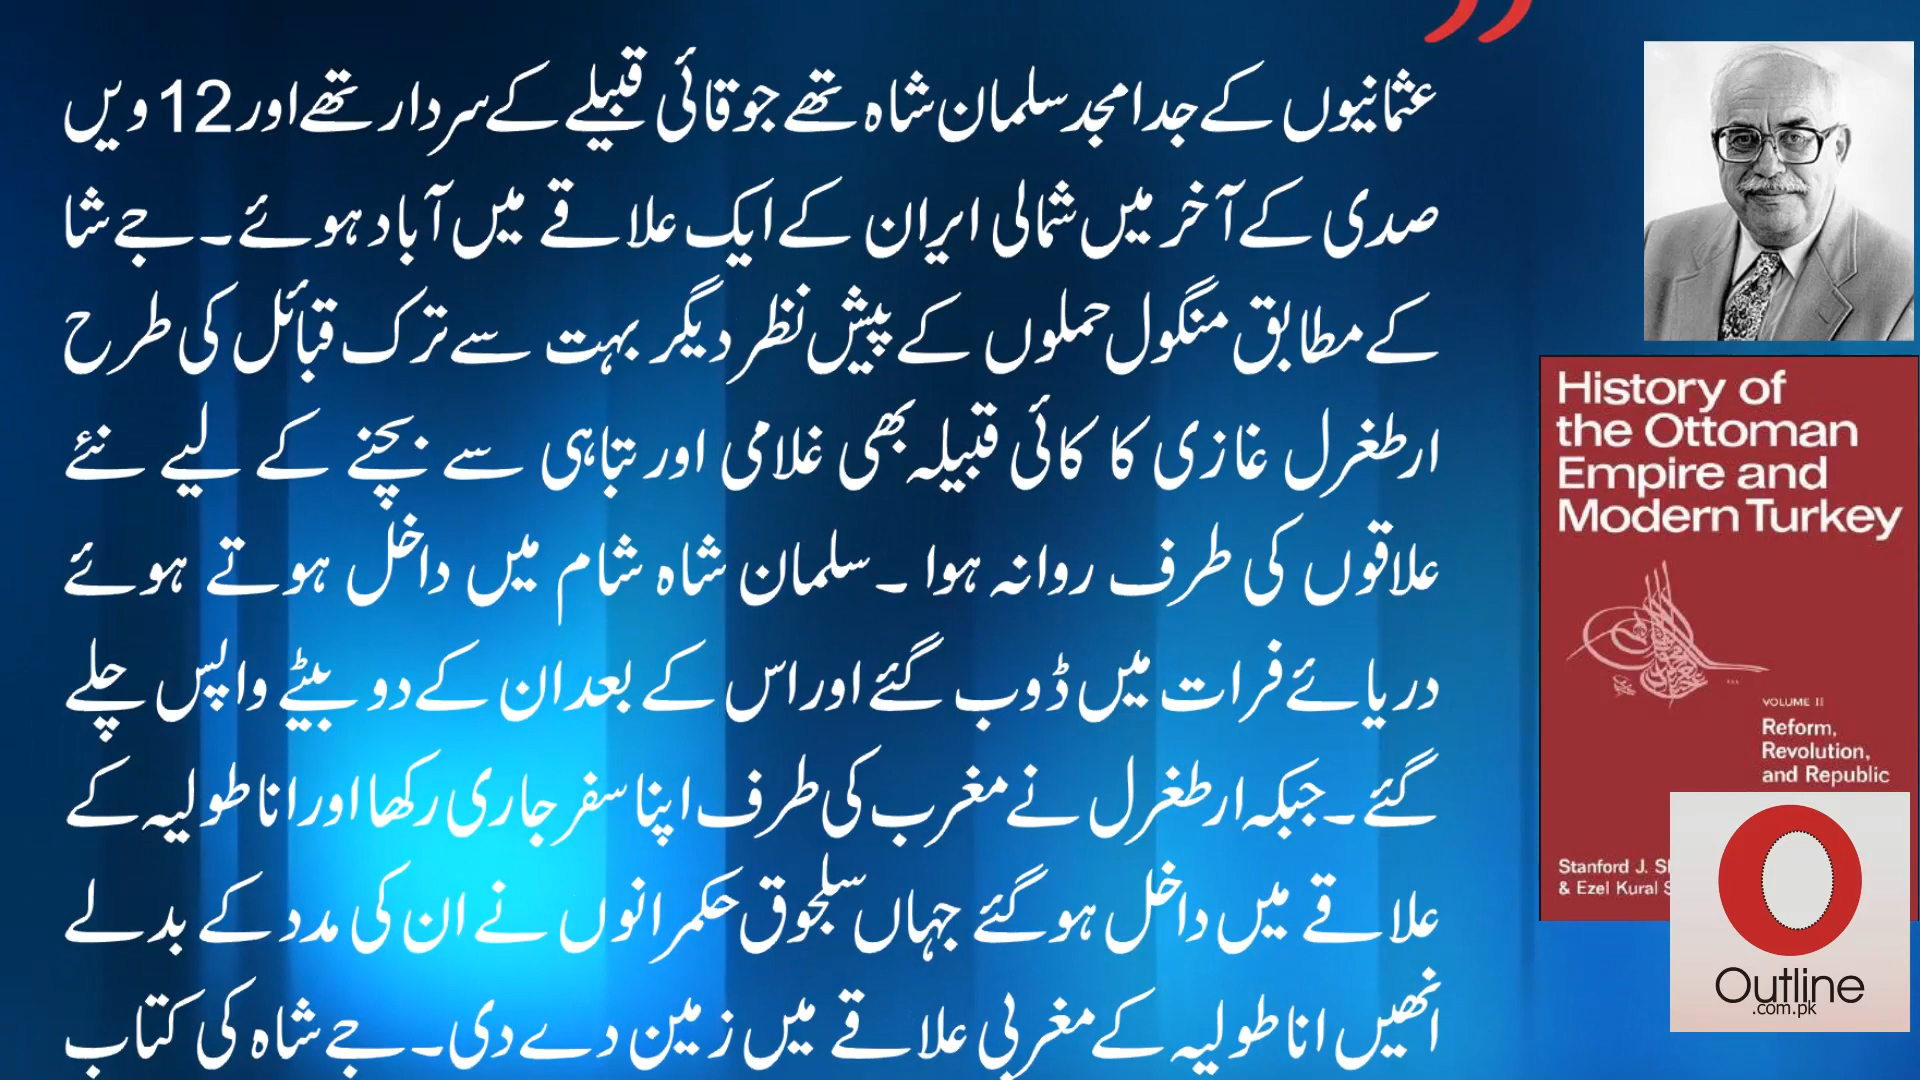 عثمانیوں کے جدامجد سلمان شاہ تھے جو قائی قبیلے کے سردار تھے اور 12 ویں
صدی کے آخر میں شمالی ایران کے ایک علاقے میں آباد ہوئے۔ جے شا
کے مطابق منگول حملوں کے پیش نظر دیگر بہت سے ترک قبائل کی طرح
ارطغرل غازی کا کائی قبیلہ بھی غلامی اور تباہی سے بچنے کے لیے نئے
علاقوں کی طرف روانہ ہوا ۔ سلمان شاہ شام میں داخل ہوتے ہوئے
دریائے فرات میں ڈوب گئے اور اس کے بعد ان کے دو بیٹے واپس چلے
گئے۔ جبکہ ارطغرل نے مغرب کی طرف اپنا سفر جاری رکھا اور اناطولیہ کے
علاقے میں داخل ہو گئے جہاں سلجوق حکمرانوں نے ان کی مدد کے بدلے
انھیں اناطولیہ کے مغربی علاقے میں زمین دے دی۔ جے شاہ کی کتاب
History of
the Ottoman
Empire and
Modern Turkey
VOLUME II
Reform,
Revolution,
and Republic
Stanford J.
& Ezel Kural
Outline
.com.pk